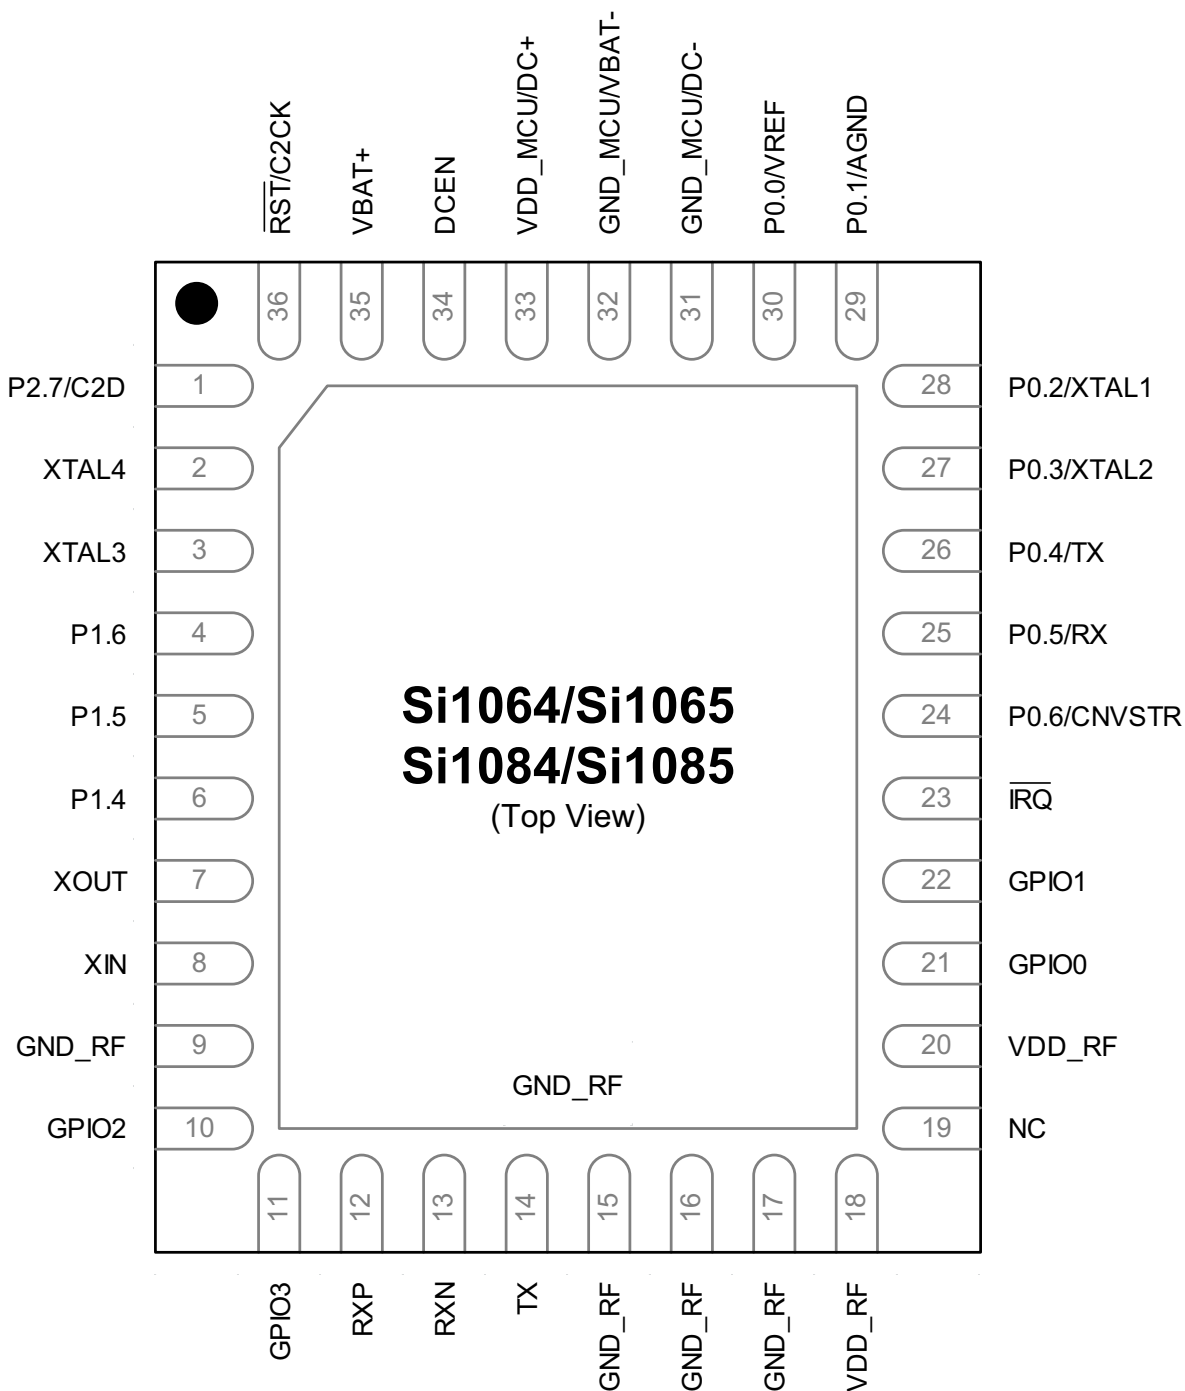 RST/C2CK
VBAT+
DCEN
VDD_MCU/DC+
GND_MCU/VBAT-
GND_MCU/DC-
P0.0/VREF
P0.1/AGND
36
35
34
33
32
31
30
29
P2.7/C2D
1
28
P0.2/XTAL1
XTAL4
2
27
P0.3/XTAL2
XTAL3
3
26
P0.4/TX
P1.6
4
25
P0.5/RX
P1.5
5
24
P0.6/CNVSTR
P1.4
6
23
IRQ
XOUT
7
22
GPIO1
XIN
8
21
GPIO0
GND_RF
9
20
VDD_RF
GPIO2
10
19
NC
Si1064/Si1065
Si1084/Si1085
(Top View)
GND_RF
11
12
13
14
15
16
17
18
GPIO3
RXP
RXN
TX
GND_RF
GND_RF
GND_RF
VDD_RF